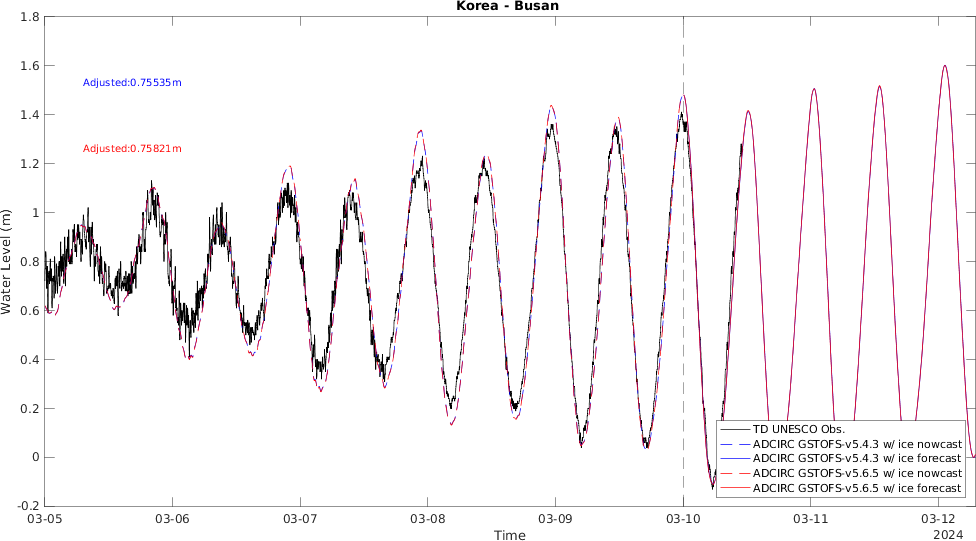 Korea - Busan
1.8
1.6
1.4
1.2
1
0.8
0.6
0.4
0.2
0
-0.2
Water Level (m)
Adjusted:0.75535m
Adjusted:0.75821m
TD UNESCO Obs.
ADCIRC GSTOFS-v5.4.3 w/ ice nowcast
ADCIRC GSTOFS-v5.4.3 w/ ice forecast
ADCIRC GSTOFS-v5.6.5 w/ ice nowcast
ADCIRC GSTOFS-v5.6.5 w/ ice forecast
03-05 03-06 03-07 03-08 03-09 03-10 03-11 03-12
Time
2024